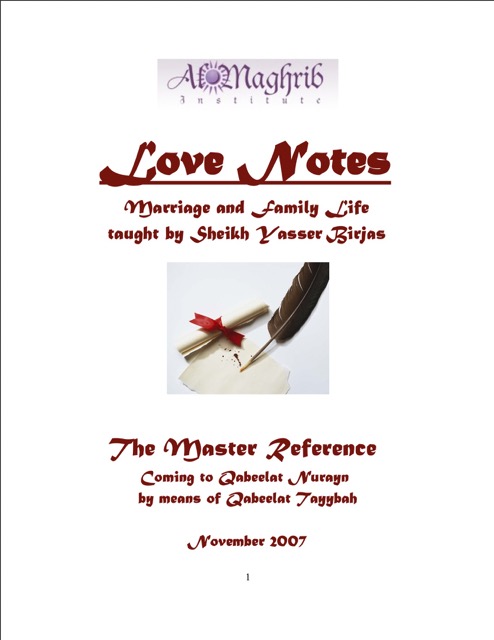 AlMaghrib
Institute
Love Notes
Marriage and Family Life
taught by Sheikh Yasser Birjas
The Master Reference
Coming to Qabeelat Nurayn
by means of Qabeelat Tayybah
November 2007
1